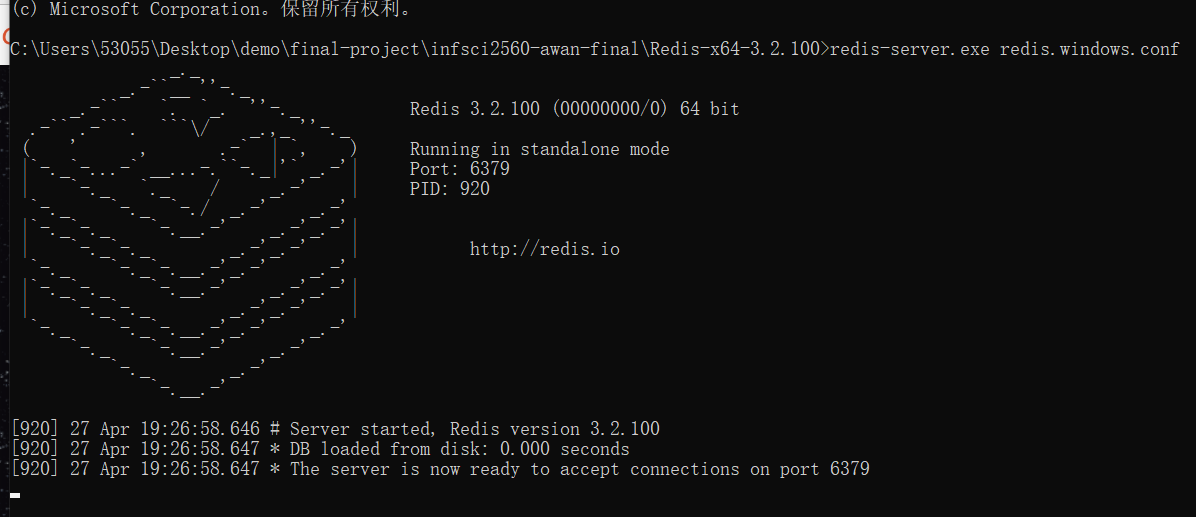 (c) Microsoft Corporation。保留所有权利。
C:\Users\53055\Desktop\demo\final-project\infsci2560-awan-final\Redis-x64-3.2.100>redis-server.exe redis.windows.conf
Redis 3.2.100 (00000000/0) 64 bit
Running in standalone mode
Port: 6379
PID: 920
http://redis.io
[920] 27 Apr 19:26:58.646 # Server started, Redis version 3.2.100
[920] 27 Apr 19:26:58.647 * DB loaded from disk: 0.000 seconds
[920] 27 Apr 19:26:58.647 * The server is now ready to accept connections on port 6379